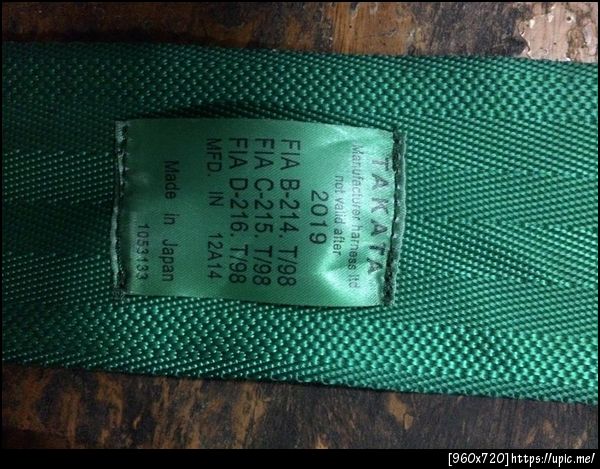 TAKATA
Manufacturer harness ltd
not valid after
2019
FIA B-214. T/98
FIA C-215. T/98
FIA D-216. T/98
MFD. IN 12A14
Made in Japan
1053133
[960x720]https://upic.me/